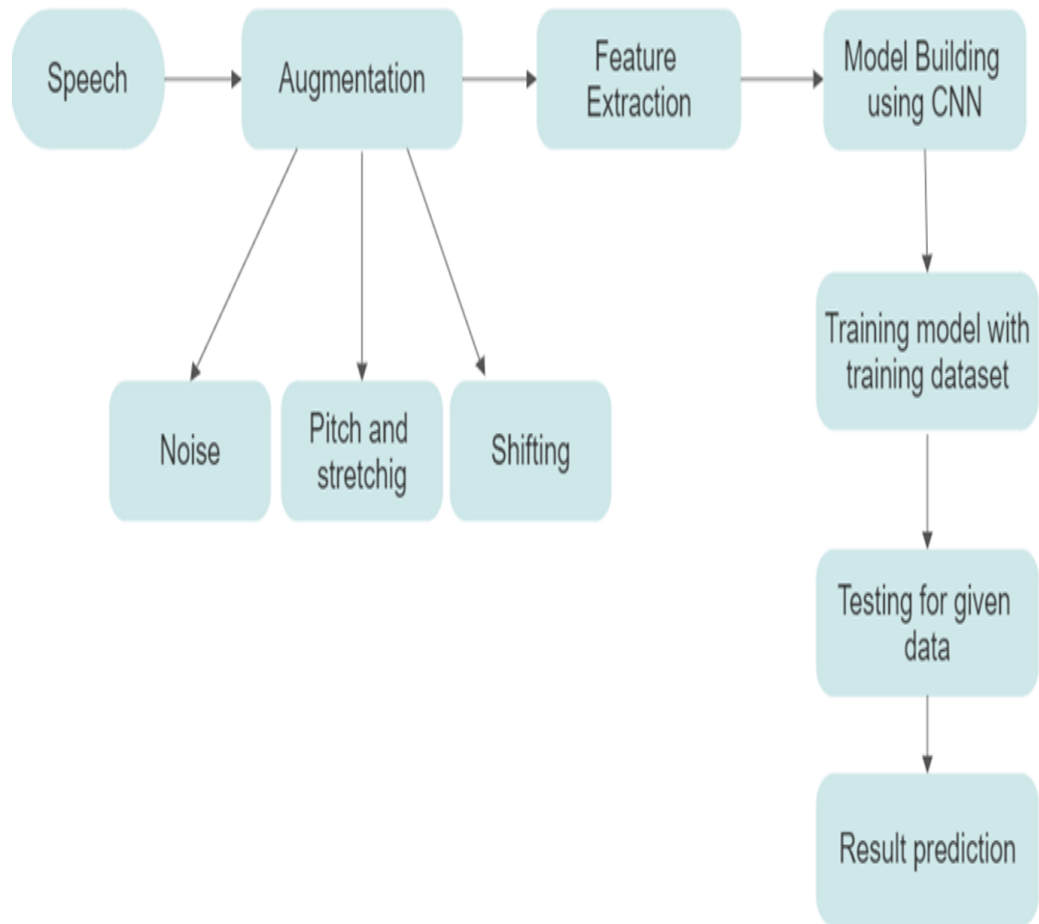 Speech
Augmentation
Feature
Extraction
Model Building
using CNN
Training model with
training dataset
Noise
Pitch and
stretchig
Shifting
Testing for given
data
Result prediction